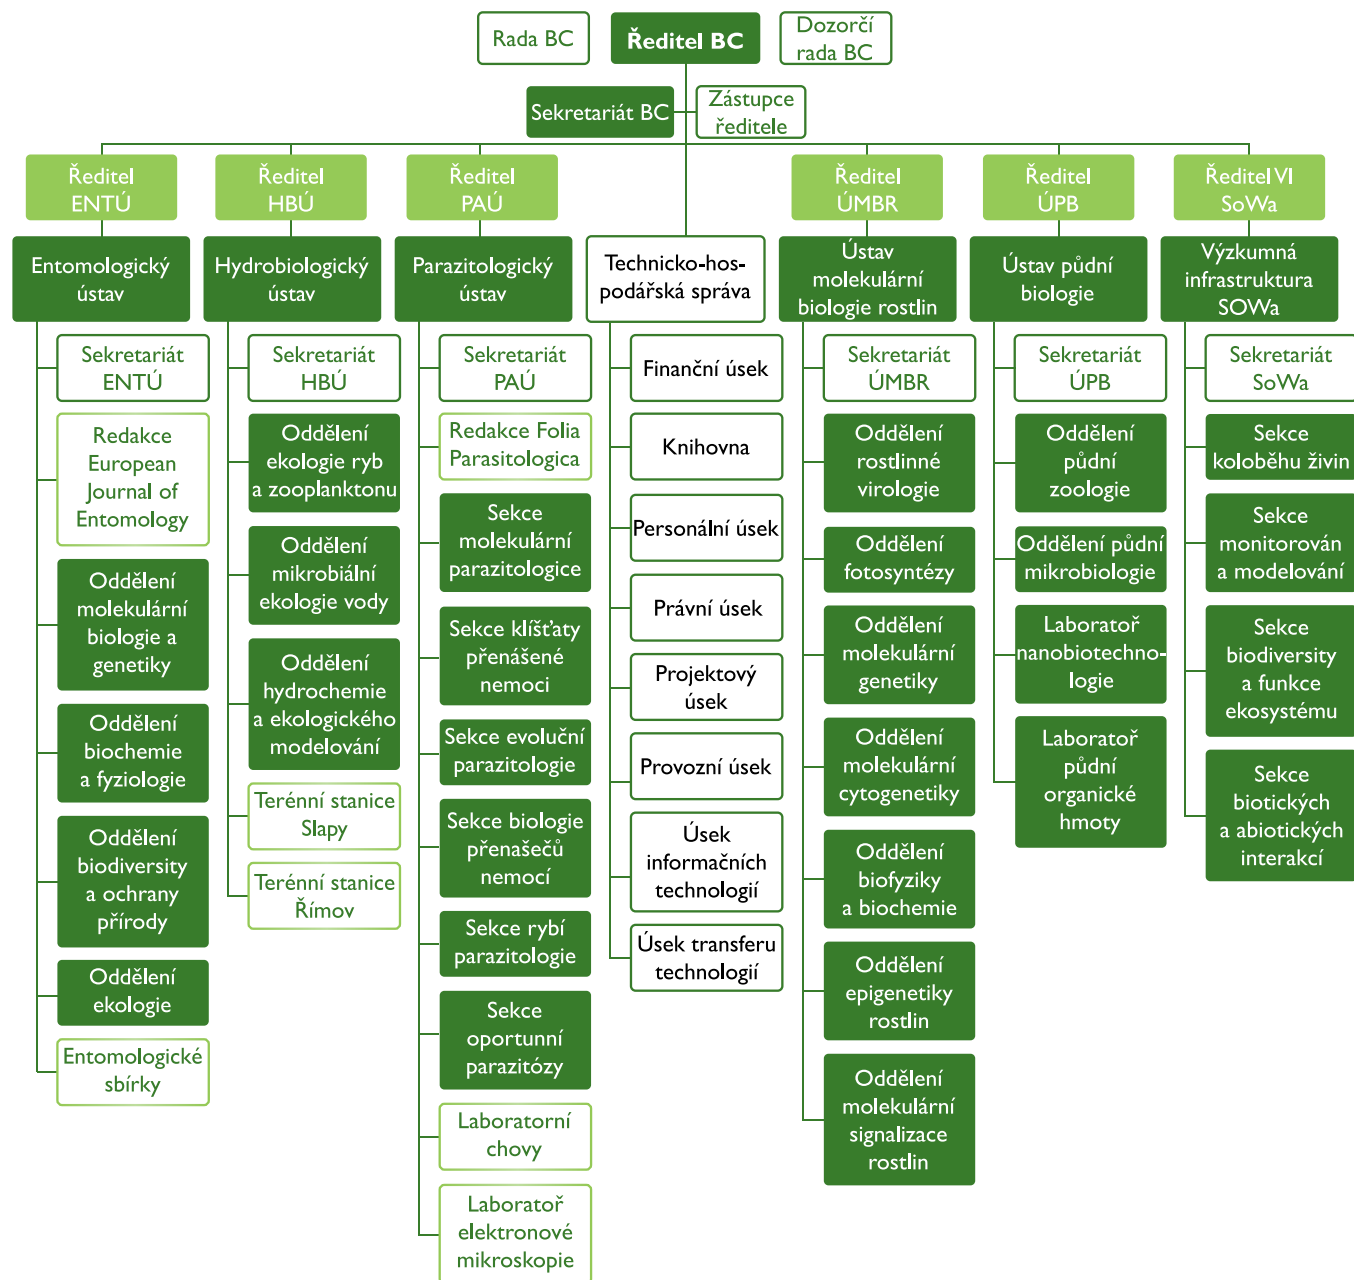 Rada BC
Ředitel BC
Dozorčí
rada BC
Sekretariát BC
Zástupce
ředitele
Ředitel
ENTÚ
Ředitel
HBÚ
Ředitel
PAÚ
Ředitel
ÚMBR
Ředitel
ÚPB
Ředitel VI
SoWa
Entomologický
ústav
Hydrobiologický
ústav
Parazitologický
ústav
Technicko-hos-
podářská správa
Ústav
molekulární
biologie rostlin
Ústav půdní
biologie
Výzkumná
infrastruktura
SOWa
Sekretariát
ENTÚ
Redakce
European
Journal of
Entomology
Oddělení
molekulární
biologie a
genetiky
Oddělení
biochemie
a fyziologie
Oddělení
biodiversity
a ochrany
přírody
Oddělení
ekologie
Entomologické
sbírky
Sekretariát
HBÚ
Oddělení
ekologie ryb
a zooplanktonu
Oddělení
mikrobiální
ekologie vody
Oddělení
hydrochemie
a ekologického
modelování
Terénní stanice
Slapy
Terénní stanice
Římov
Sekretariát
PAÚ
Redakce Folia
Parasitologica
Sekce
molekulární
parazitologice
Sekce klíšťaty
přenášené
nemoci
Sekce evoluční
parazitologie
Sekce biologie
přenašečů
nemocí
Sekce rybí
parazitologie
Sekce
oportunní
parazitózy
Laboratorní
chovy
Laboratoř
elektronové
mikroskopie
Finanční úsek
Knihovna
Personální úsek
Právní úsek
Projektový
úsek
Provozní úsek
Úsek
informačních
technologií
Úsek transferu
technologií
Sekretariát
ÚMBR
Oddělení
rostlinné
virologie
Oddělení
fotosyntézy
Oddělení
molekulární
genetiky
Oddělení
molekulární
cytogenetiky
Oddělení
biofyziky
a biochemie
Oddělení
epigenetiky
rostlin
Oddělení
molekulární
signalizace
rostlin
Sekretariát
ÚPB
Oddělení
půdní
zoologie
Oddělení půdní
mikrobiologie
Laboratoř
nanobiotechno-
logie
Laboratoř
půdní
organické
hmoty
Sekretariát
SoWa
Sekce
koloběhu živin
Sekce
monitorován
a modelování
Sekce
biodiversity
a funkce
ekosystému
Sekce
biotických
a abiotických
interakcí